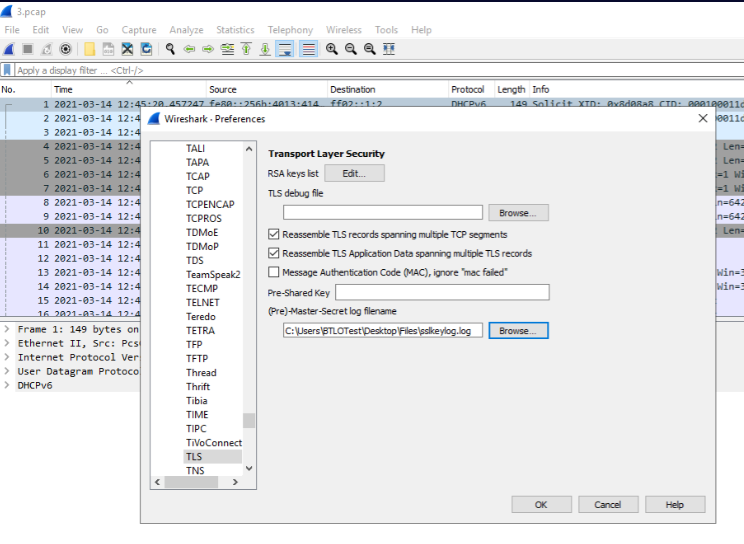 3.pcap
File Edit View Go Capture Analyze Statistics Telephony Wireless Tools Help
Apply a display filter ... <Ctrl-/>
No. Time Source Destination Protocol Length Info
1 2021-03-14 12:45:20.457247 fe80::256b:4013:414… ff02::1:2 DHCPv6 149 Solicit XID: 0x8d08a8 CID: 000100011d
2 2021-03-14 12:4
3 2021-03-14 12:4
4 2021-03-14 12:4 Len=
5 2021-03-14 12:4 Len=
6 2021-03-14 12:4 =1 Wi
7 2021-03-14 12:4 =1 Wi
8 2021-03-14 12:4 n=642
9 2021-03-14 12:4 n=642
10 2021-03-14 12:4 Len=
11 2021-03-14 12:4
12 2021-03-14 12:4
13 2021-03-14 12:4 Win=3
14 2021-03-14 12:4 Win=3
15 2021-03-14 12:4
16 2021-03-14 12:4
Frame 1: 149 bytes on
Ethernet II, Src: Pcs
Internet Protocol Ver
User Datagram Protoco
DHCPv6
Wireshark · Preferences
TALI
TAPA
TCAP
TCP
TCPENCAP
TCPROS
TDMoE
TDMoP
TDS
TeamSpeak2
TECMP
TELNET
Teredo
TETRA
TFP
TFTP
Thread
Thrift
Tibia
TIME
TIPC
TiVoConnect
TLS
TNS
Transport Layer Security
RSA keys list Edit...
TLS debug file
Browse...
Reassemble TLS records spanning multiple TCP segments
Reassemble TLS Application Data spanning multiple TLS records
Message Authentication Code (MAC), ignore "mac failed"
Pre-Shared Key
(Pre)-Master-Secret log filename
C:\Users\BTLOTest\Desktop\Files\sslkeylog.log Browse...
OK Cancel Help